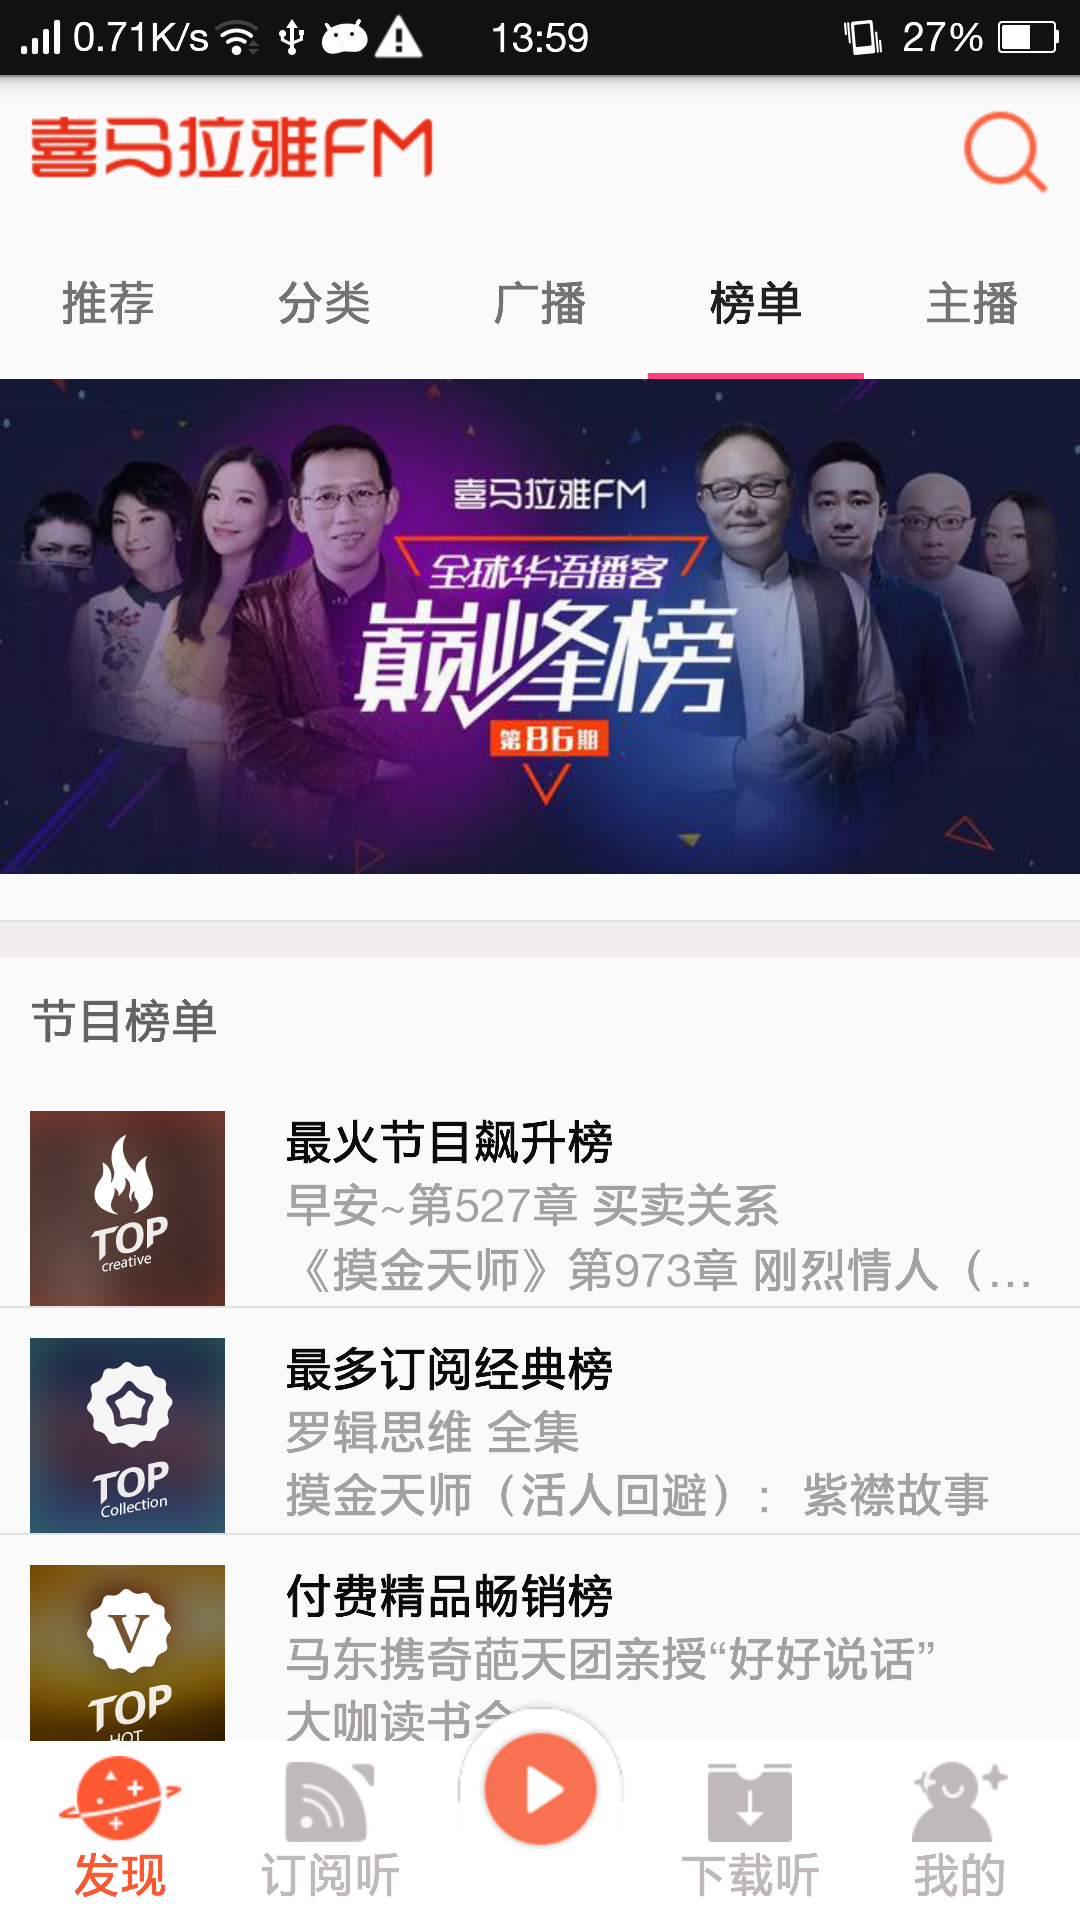 0.71K/s 13:59 27%
喜马拉雅FM
推荐 分类 广播 榜单 主播
喜马拉雅FM
全球华语播客
巅峰榜
第86期
节目榜单
TOP
creative
最火节目飙升榜
早安~第527章 买卖关系
《摸金天师》第973章 刚烈情人（...
TOP
Collection
最多订阅经典榜
罗辑思维 全集
摸金天师（活人回避）：紫襟故事
V
TOP
HOT
付费精品畅销榜
马东携奇葩天团亲授“好好说话”
大咖读书会
发现 订阅听 下载听 我的